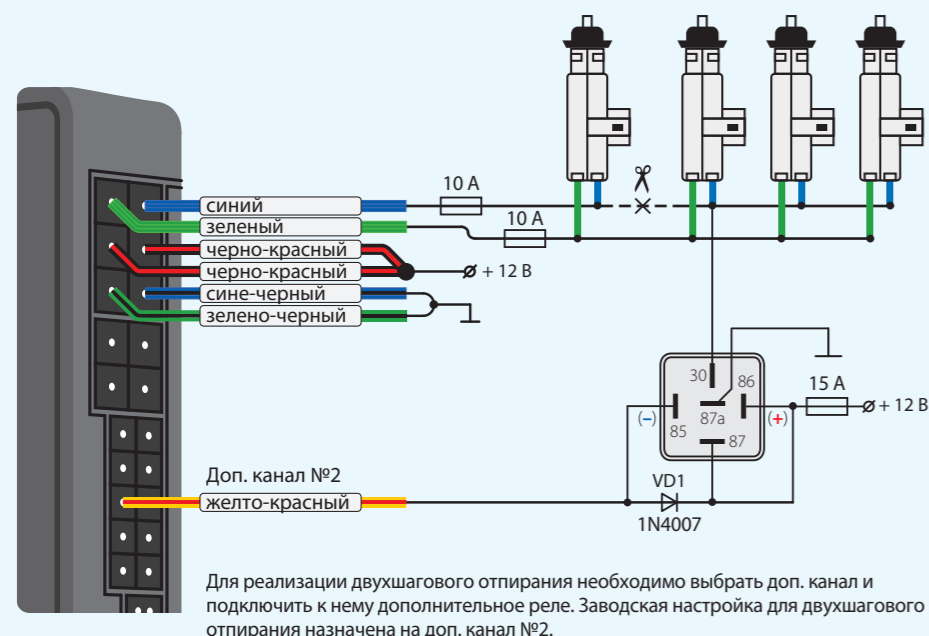 10 А
синий
10 А
зеленый
черно-красный
черно-красный
+ 12 В
сине-черный
зелено-черный
30
86
15 А
+ 12 В
(–)
87a
(+)
85
87
Доп. канал №2
VD1
желто-красный
1N4007
Для реализации двухшагового отпирания необходимо выбрать доп. канал и
подключить к нему дополнительное реле. Заводская настройка для двухшагового
отпирания назначена на доп. канал №2.